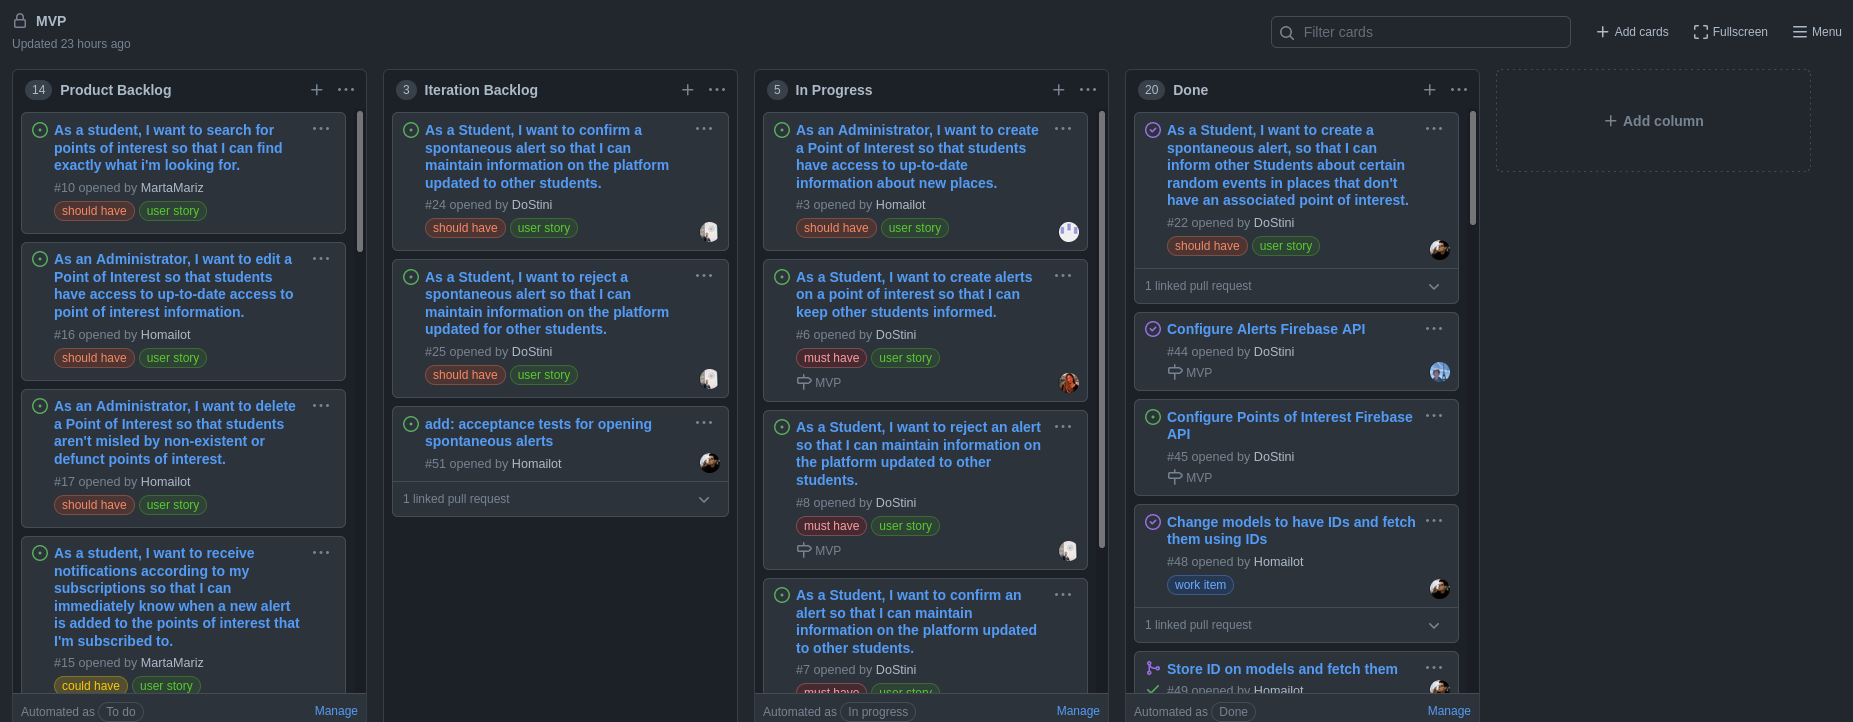 MVP
Updated 23 hours ago
Filter cards
Add cards
Fullscreen
Menu
14 Product Backlog
As a student, I want to search for
points of interest so that I can find
exactly what i'm looking for.
#10 opened by MartaMariz
should have user story
As an Administrator, I want to edit a
Point of Interest so that students
have access to up-to-date access to
point of interest information.
#16 opened by Homailot
should have user story
As an Administrator, I want to delete
a Point of Interest so that students
aren't misled by non-existent or
defunct points of interest.
#17 opened by Homailot
should have user story
As a student, I want to receive
notifications according to my
subscriptions so that I can
immediately know when a new alert
is added to the points of interest that
I'm subscribed to.
#15 opened by MartaMariz
could have user story
Automated as To do Manage
3 Iteration Backlog
As a Student, I want to confirm a
spontaneous alert so that I can
maintain information on the platform
updated to other students.
#24 opened by DoStini
should have user story
As a Student, I want to reject a
spontaneous alert so that I can
maintain information on the platform
updated for other students.
#25 opened by DoStini
should have user story
add: acceptance tests for opening
spontaneous alerts
#51 opened by Homailot
1 linked pull request
5 In Progress
As an Administrator, I want to create
a Point of Interest so that students
have access to up-to-date
information about new places.
#3 opened by Homailot
should have user story
As a Student, I want to create alerts
on a point of interest so that I can
keep other students informed.
#6 opened by DoStini
must have user story
MVP
As a Student, I want to reject an alert
so that I can maintain information on
the platform updated to other
students.
#8 opened by DoStini
must have user story
MVP
As a Student, I want to confirm an
alert so that I can maintain
information on the platform updated
to other students.
#7 opened by DoStini
must have user story
Automated as In progress Manage
20 Done
As a Student, I want to create a
spontaneous alert, so that I can
inform other Students about certain
random events in places that don't
have an associated point of interest.
#22 opened by DoStini
should have user story
1 linked pull request
Configure Alerts Firebase API
#44 opened by DoStini
MVP
Configure Points of Interest Firebase
API
#45 opened by DoStini
MVP
Change models to have IDs and fetch
them using IDs
#48 opened by Homailot
work item
1 linked pull request
Store ID on models and fetch them
#49 opened by Homailot
Automated as Done Manage
Add column